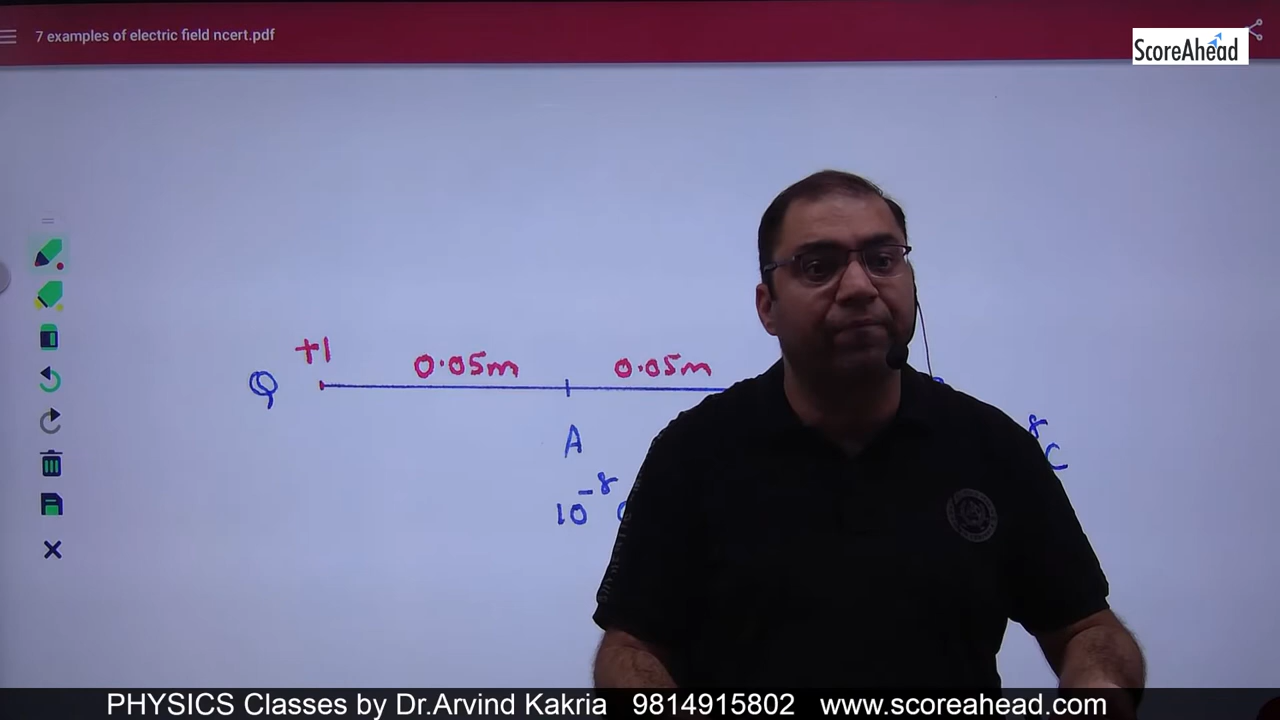 7 examples of electric field ncert.pdf
ScoreAhead
+1 0.05m 0.05m
Q
A
10⁻⁸
8
C
PHYSICS Classes by Dr.Arvind Kakria 9814915802 www.scoreahead.com